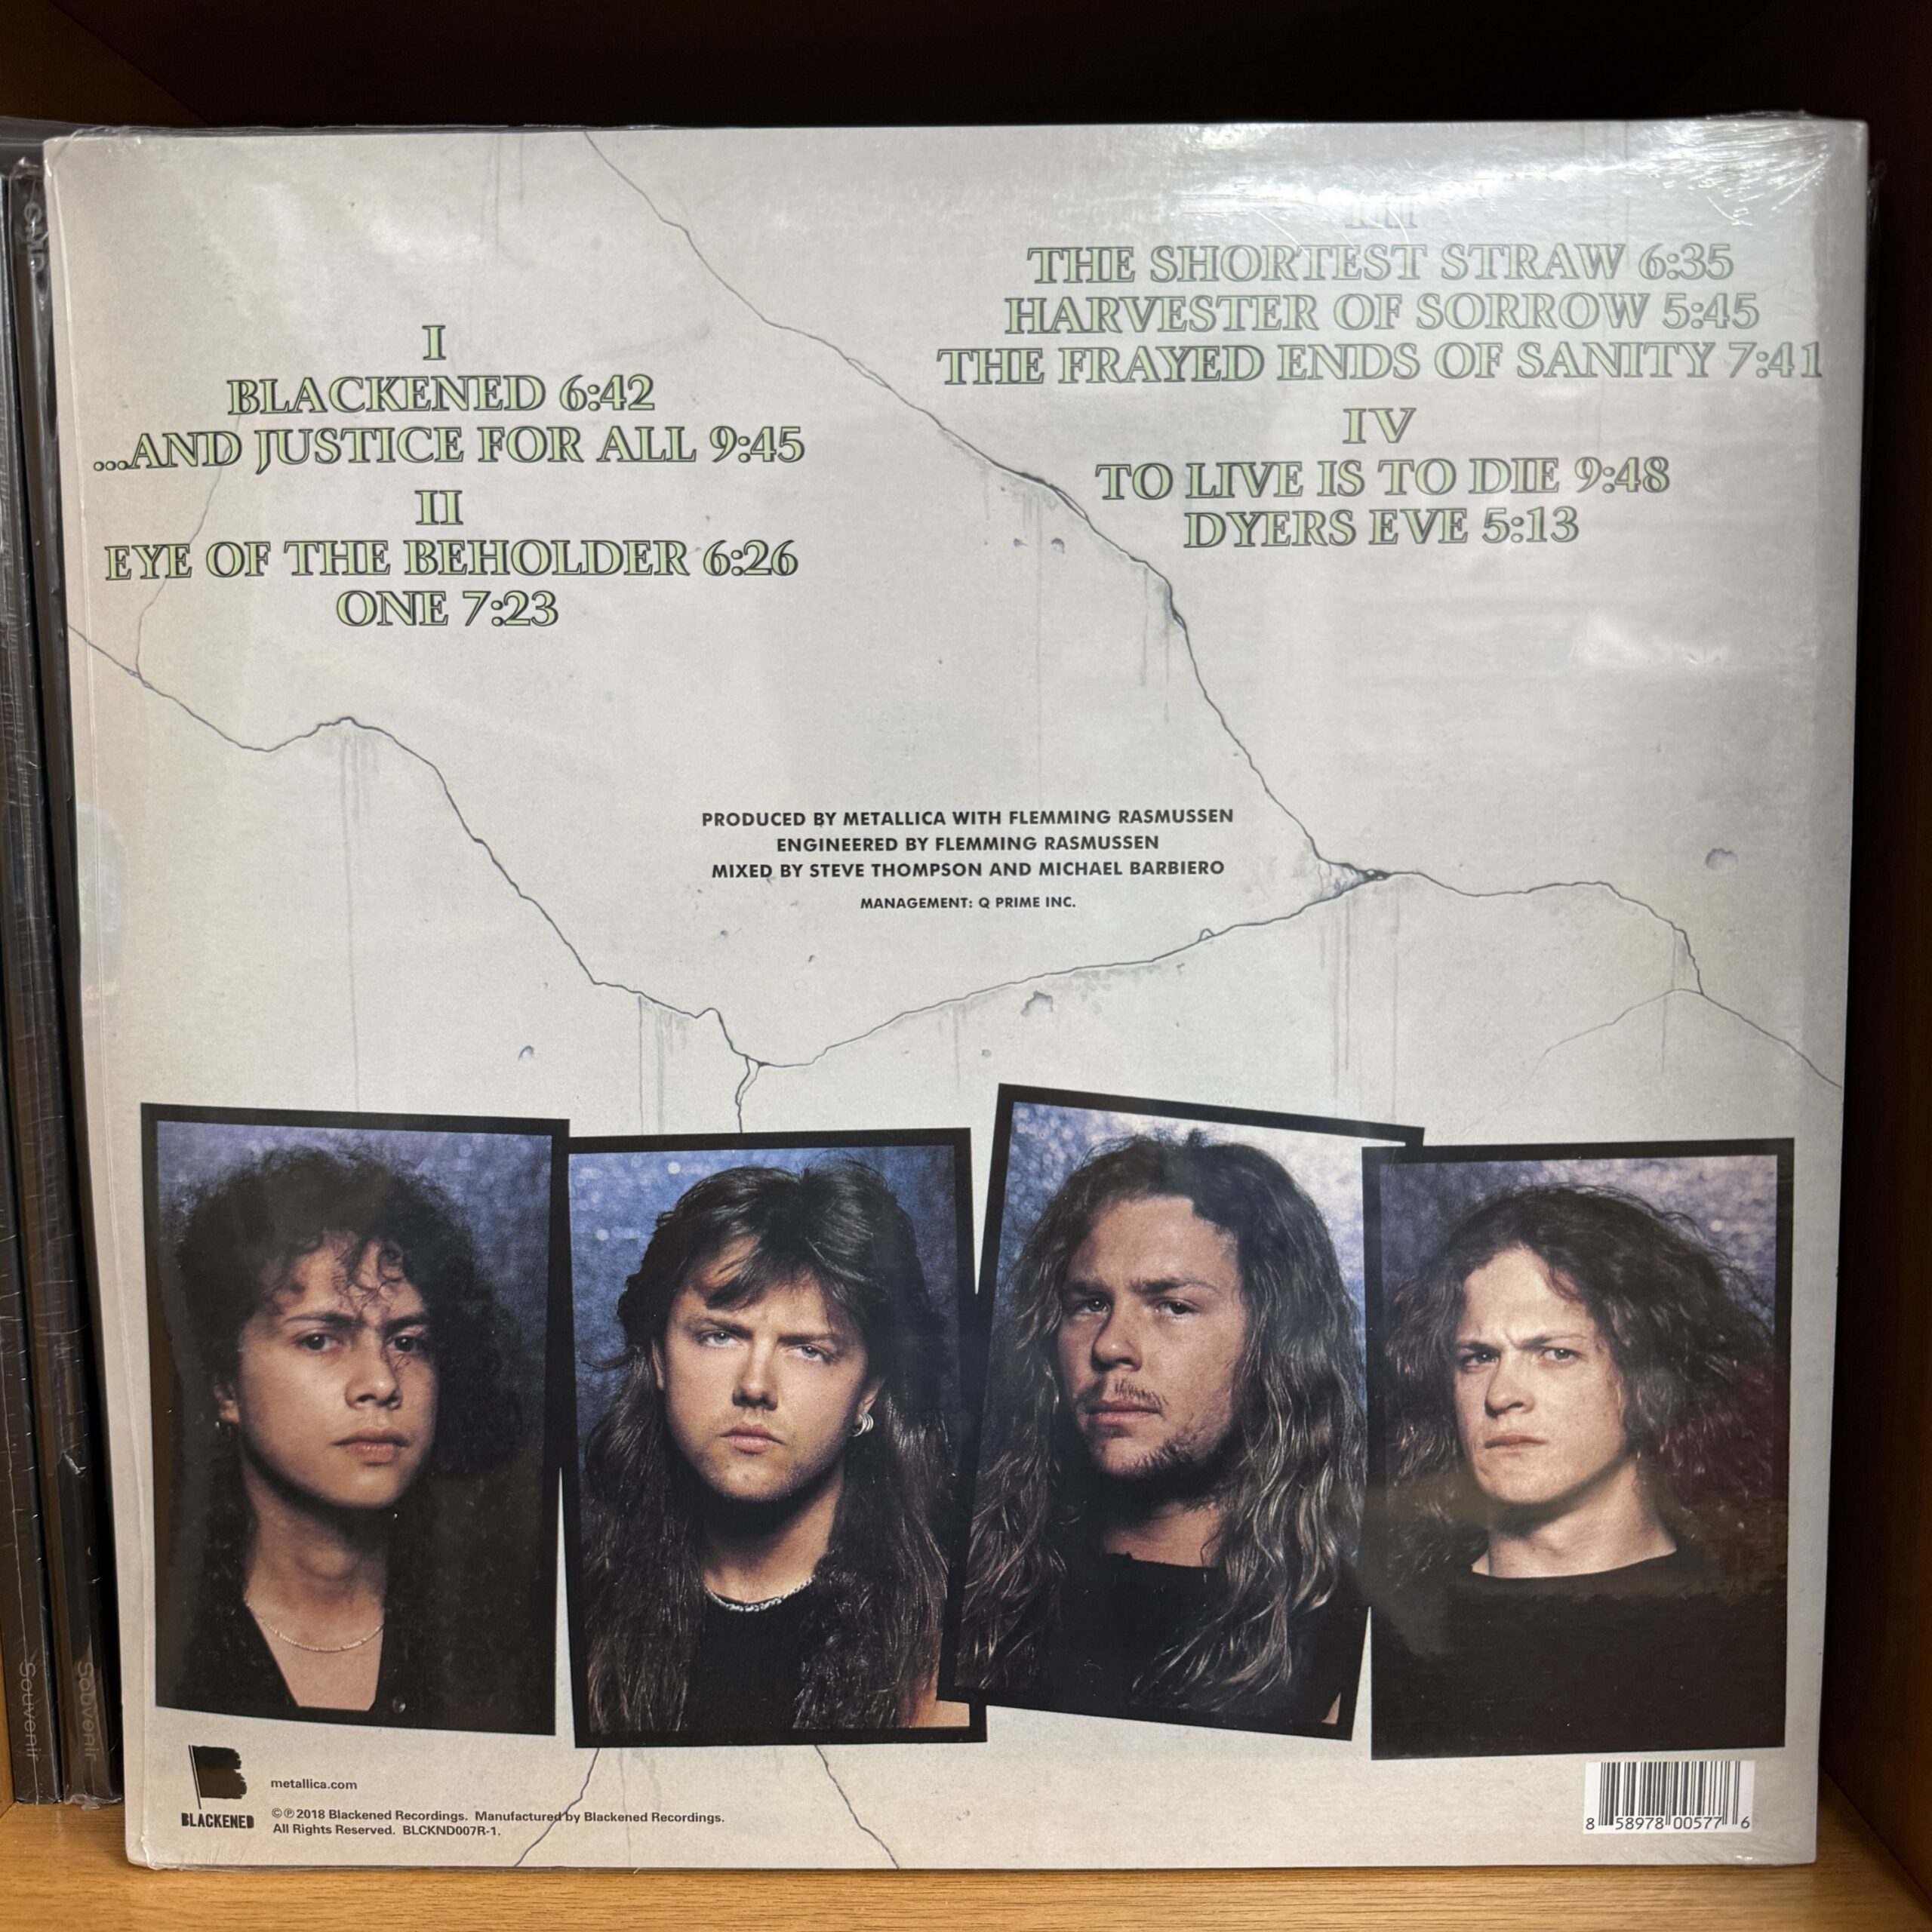 I
BLACKENED 6:42
...AND JUSTICE FOR ALL 9:45
II
EYE OF THE BEHOLDER 6:26
ONE 7:23
III
THE SHORTEST STRAW 6:35
HARVESTER OF SORROW 5:45
THE FRAYED ENDS OF SANITY 7:41
IV
TO LIVE IS TO DIE 9:48
DYERS EVE 5:13
PRODUCED BY METALLICA WITH FLEMMING RASMUSSEN
ENGINEERED BY FLEMMING RASMUSSEN
MIXED BY STEVE THOMPSON AND MICHAEL BARBIERO
MANAGEMENT: Q PRIME INC.
Souvenir
Souvenir
BLACKENED
metallica.com
©℗2018 Blackened Recordings. Manufactured by Blackened Recordings.
All Rights Reserved. BLCKND007R-1.
8 58978 00577 6